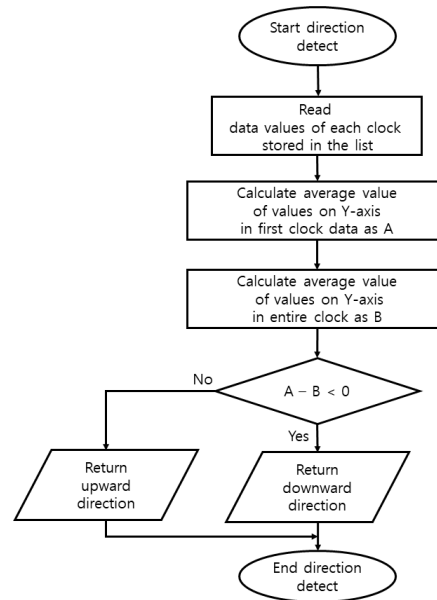 Start direction
detect
Read
data values of each clock
stored in the list
Calculate average value
of values on Y-axis
in first clock data as A
Calculate average value
of values on Y-axis
in entire clock as B
A – B < 0
No
Yes
Return
upward
direction
Return
downward
direction
End direction
detect